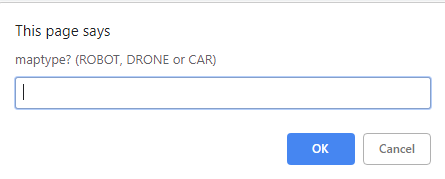 This page says
maptype? (ROBOT, DRONE or CAR)
OK Cancel